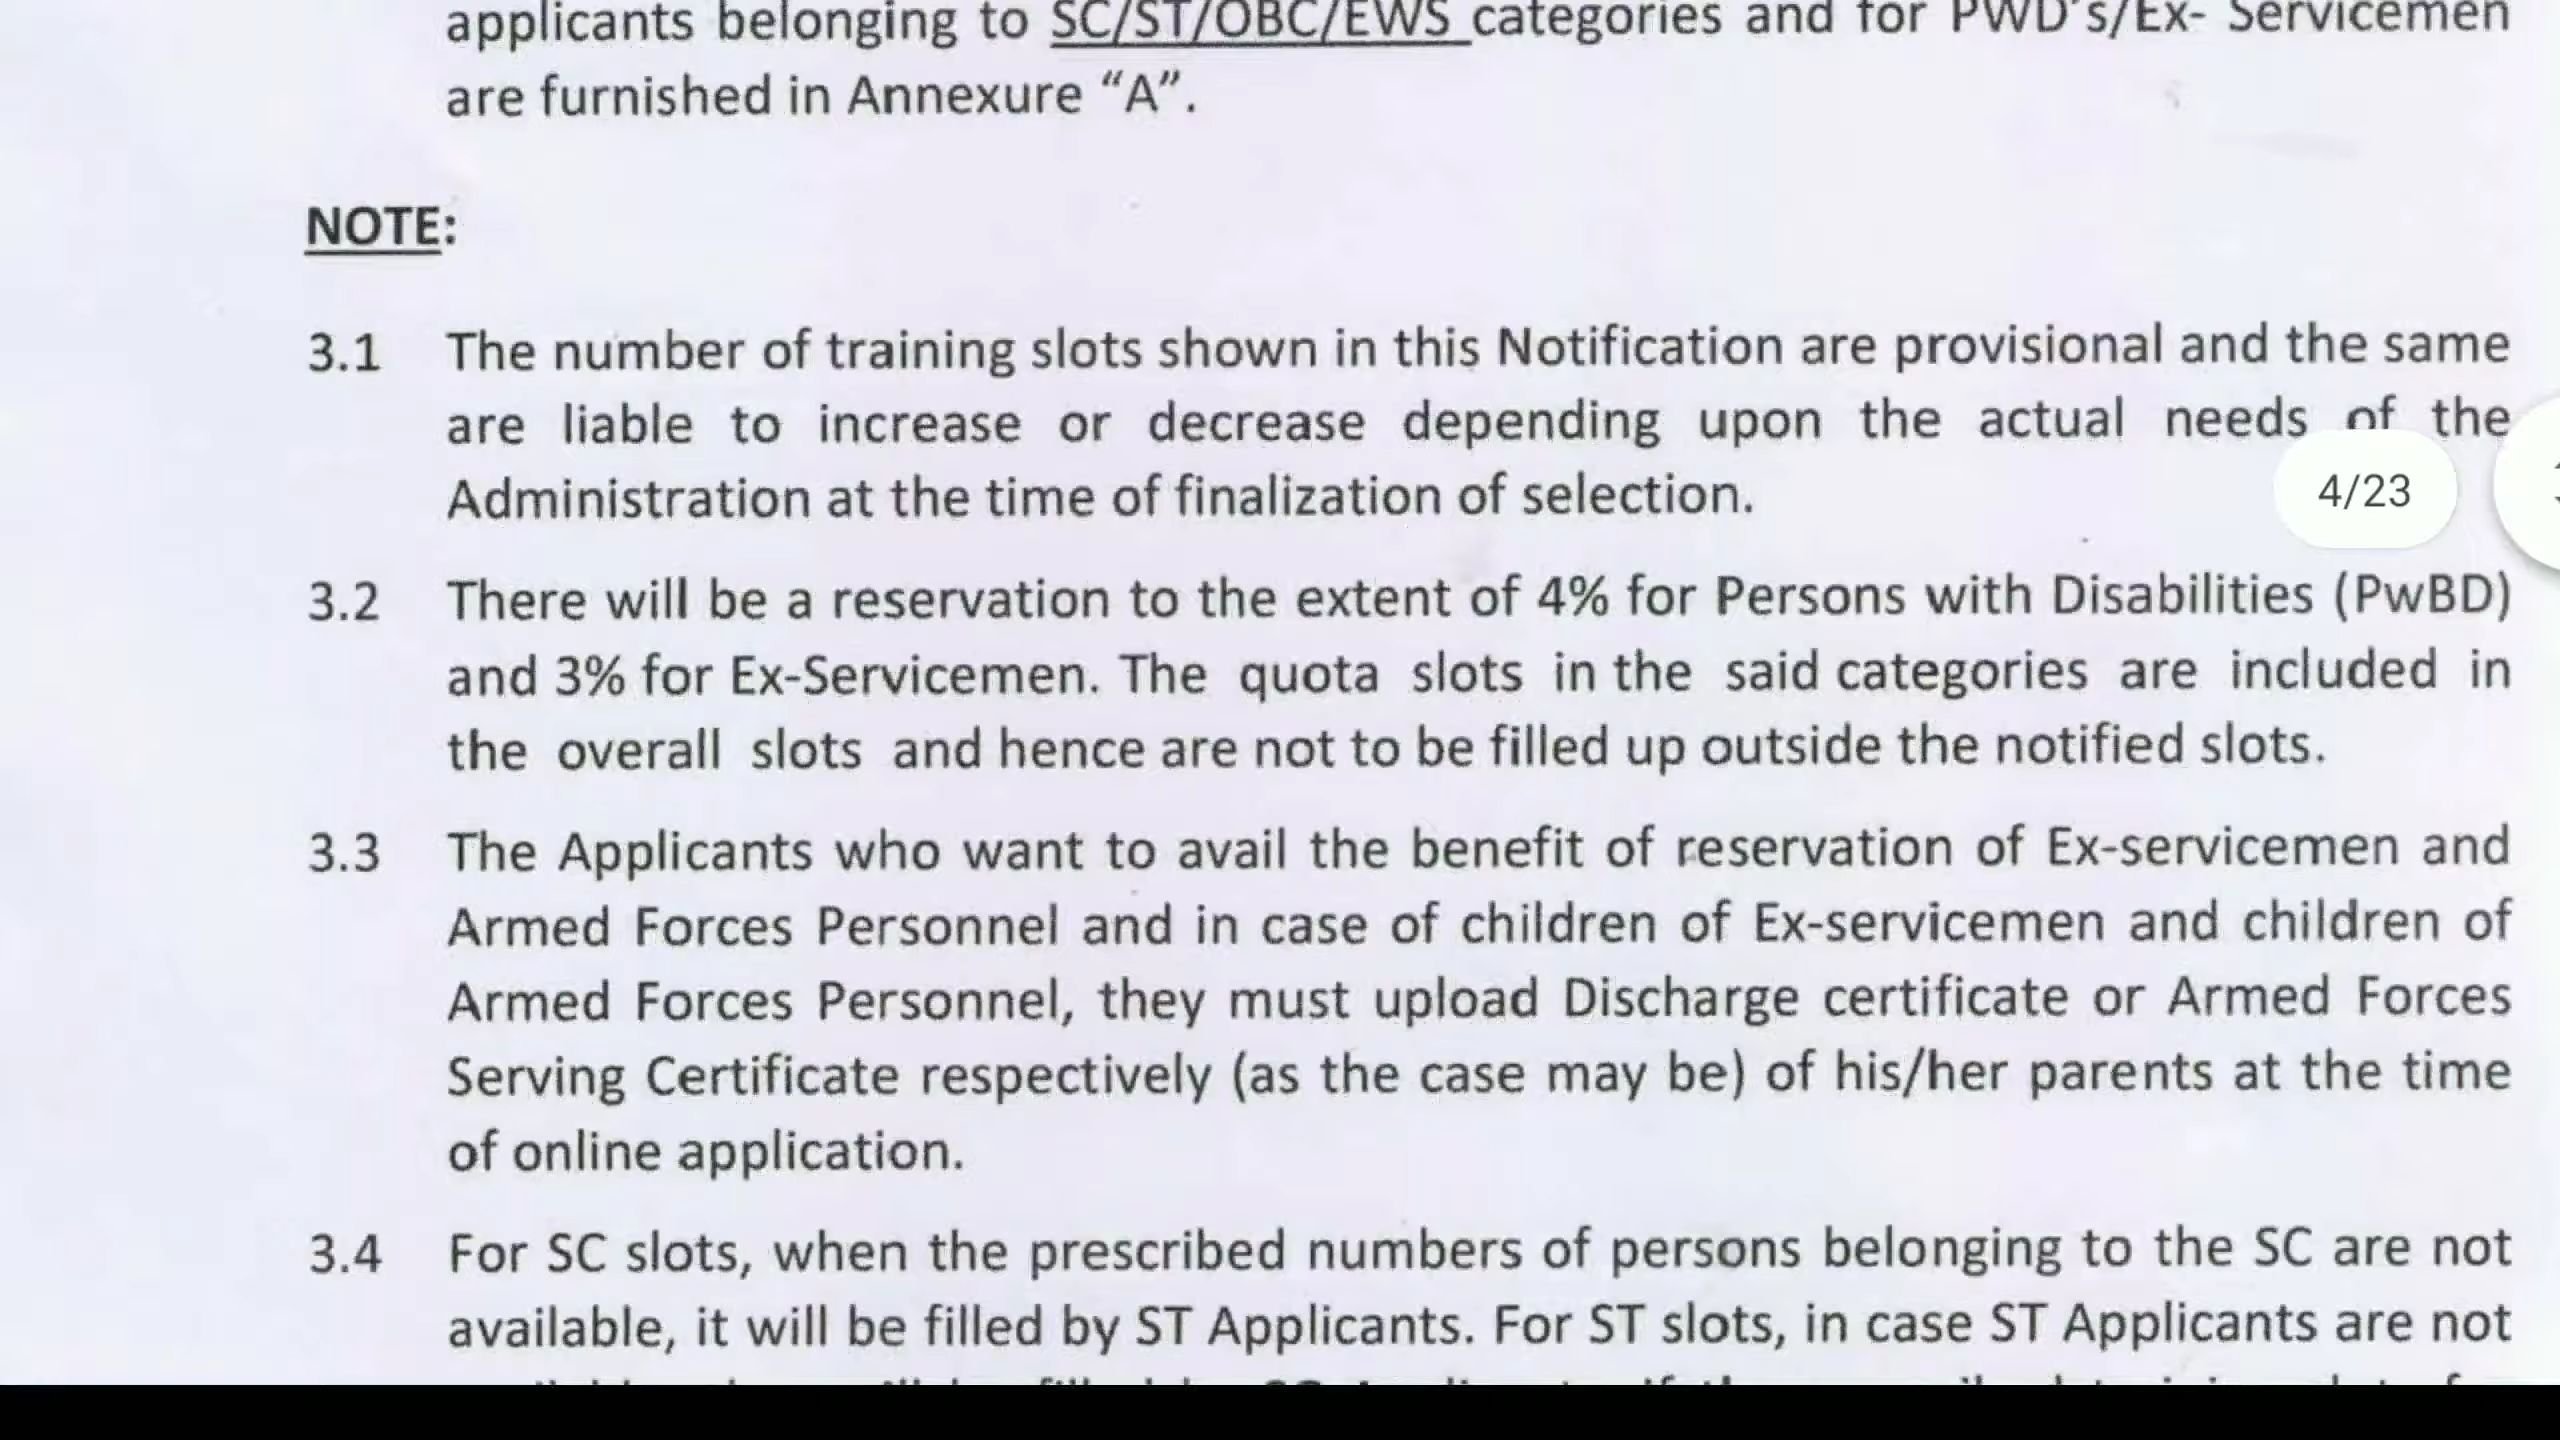 applicants belonging to SC/ST/OBC/EWS categories and for PWD's/Ex- Servicemen
are furnished in Annexure “A”.
NOTE:
3.1 The number of training slots shown in this Notification are provisional and the same
are liable to increase or decrease depending upon the actual needs of the
Administration at the time of finalization of selection.
4/23
3.2 There will be a reservation to the extent of 4% for Persons with Disabilities (PwBD)
and 3% for Ex-Servicemen. The quota slots in the said categories are included in
the overall slots and hence are not to be filled up outside the notified slots.
3.3 The Applicants who want to avail the benefit of reservation of Ex-servicemen and
Armed Forces Personnel and in case of children of Ex-servicemen and children of
Armed Forces Personnel, they must upload Discharge certificate or Armed Forces
Serving Certificate respectively (as the case may be) of his/her parents at the time
of online application.
3.4 For SC slots, when the prescribed numbers of persons belonging to the SC are not
available, it will be filled by ST Applicants. For ST slots, in case ST Applicants are not